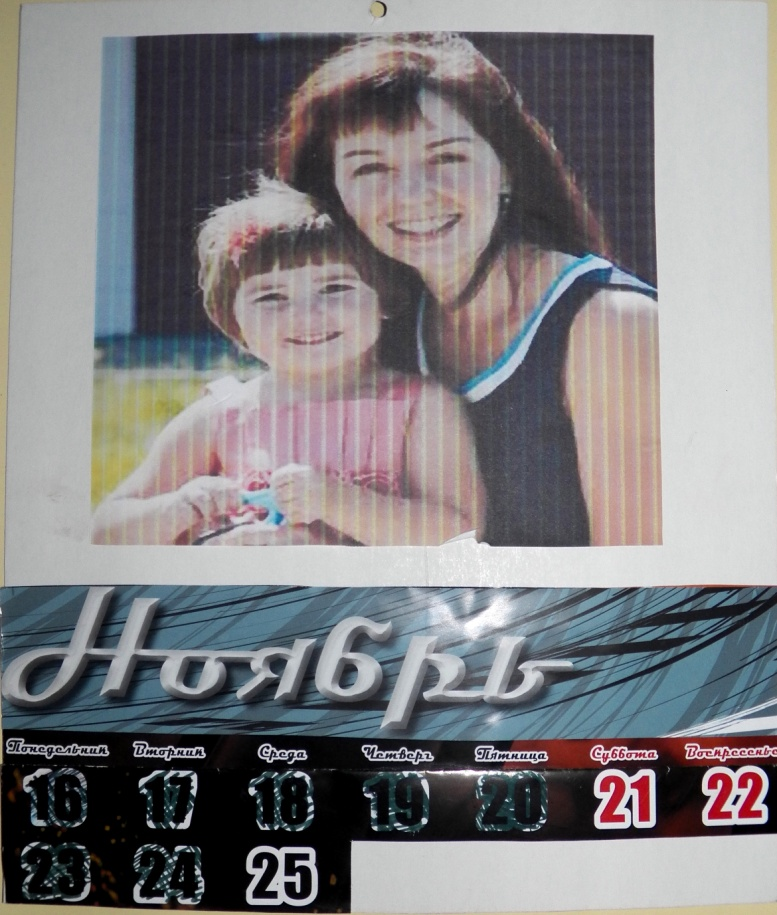 Ноябрь
Понедельник Вторник Среда Четверг Пятница Суббота Воскресенье
16 17 18 19 20 21 22
23 24 25